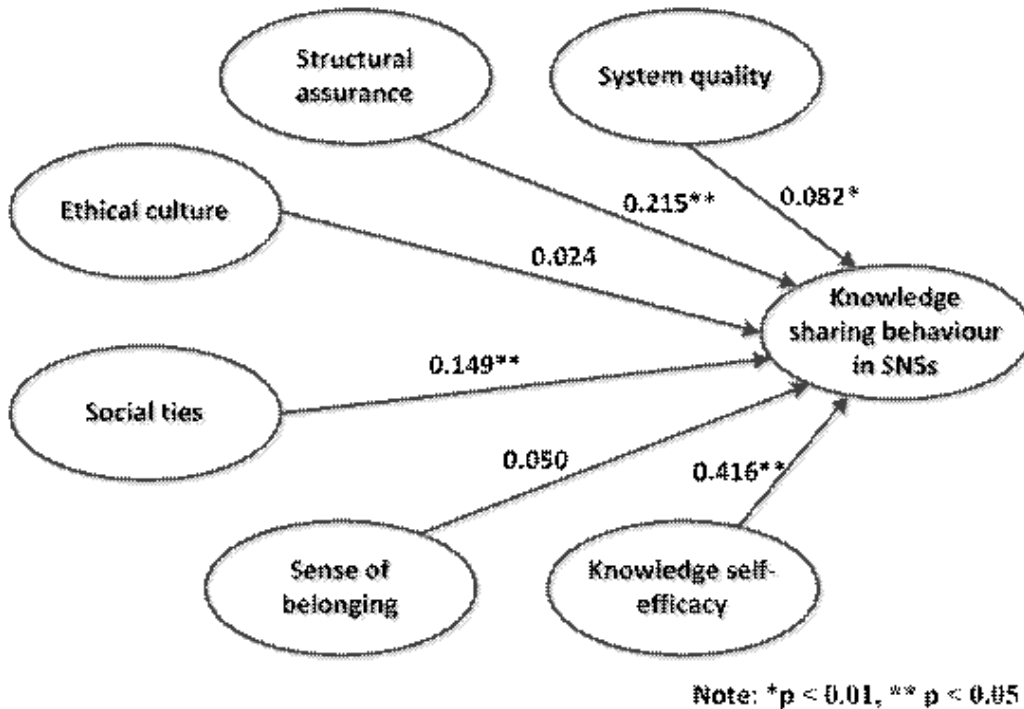 Structural
assurance
System quality
0.215**
0.082*
Ethical culture
0.024
Knowledge
sharing behaviour
in SNSs
0.149**
Social ties
0.050
0.416**
Sense of
belonging
Knowledge self-
efficacy
Note: *p < 0.01, ** p < 0.05